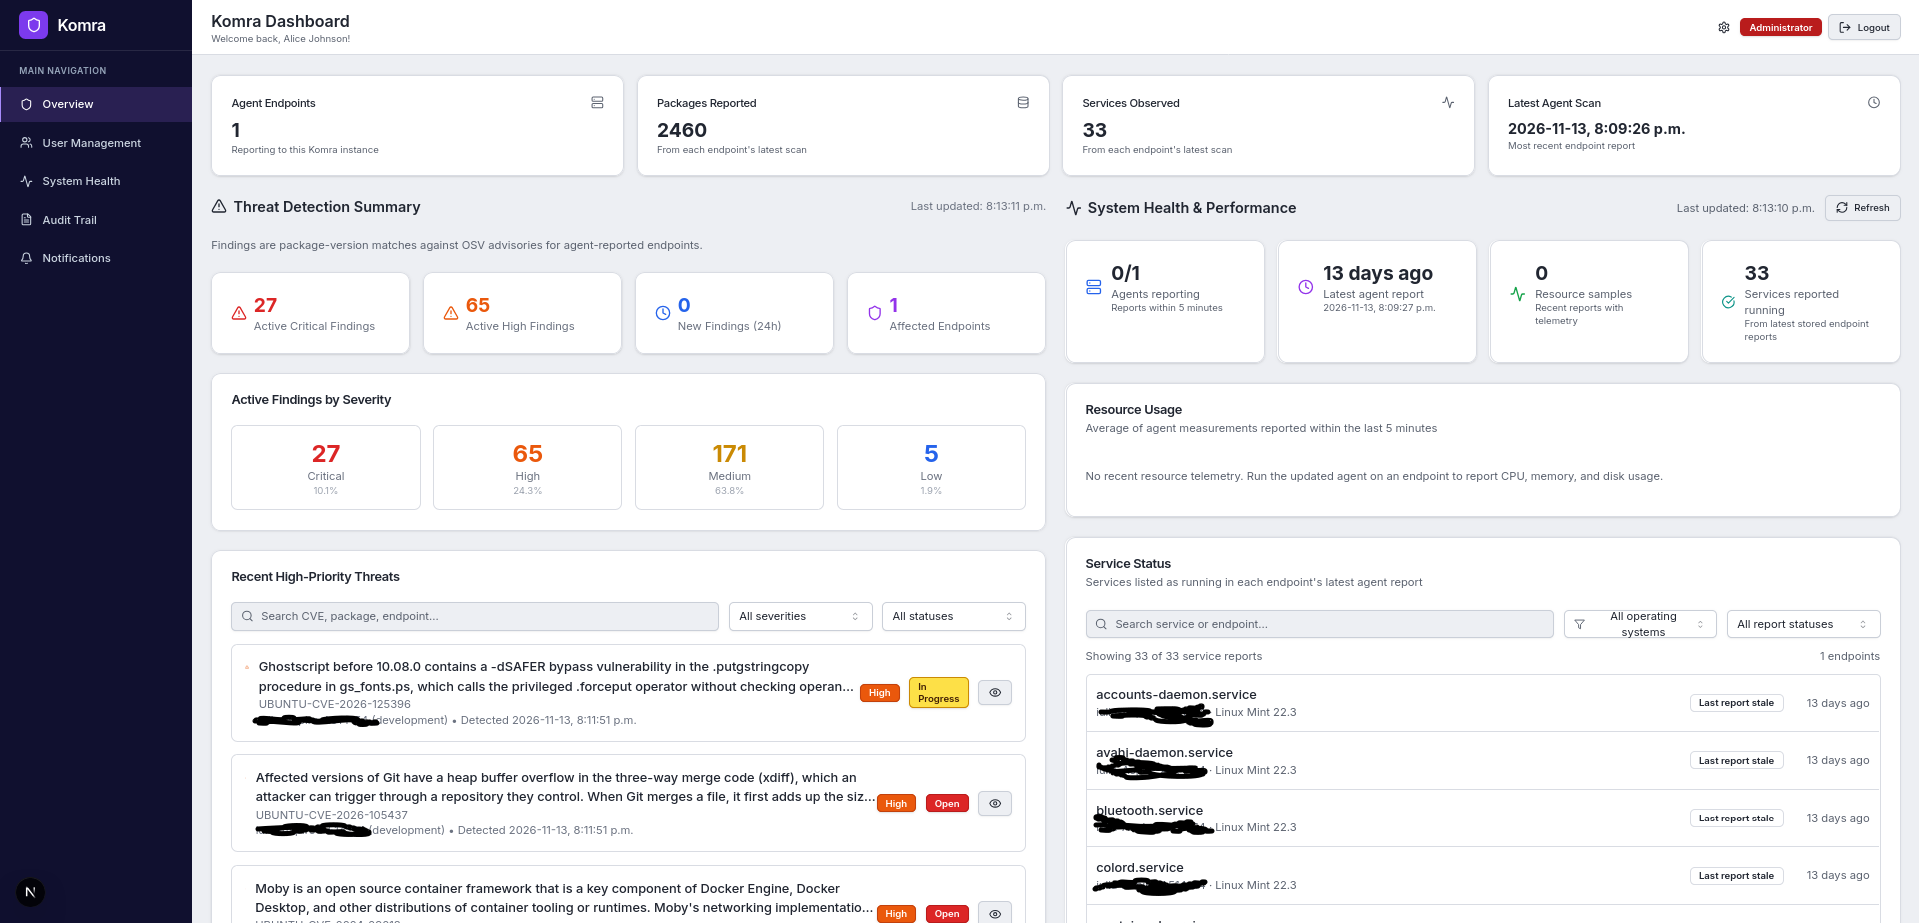 Komra
MAIN NAVIGATION
Overview
User Management
System Health
Audit Trail
Notifications
N
Komra Dashboard
Welcome back, Alice Johnson!
Administrator
Logout
Agent Endpoints
1
Reporting to this Komra instance
Packages Reported
2460
From each endpoint's latest scan
Services Observed
33
From each endpoint's latest scan
Latest Agent Scan
2026-11-13, 8:09:26 p.m.
Most recent endpoint report
Threat Detection Summary
Last updated: 8:13:11 p.m.
Findings are package-version matches against OSV advisories for agent-reported endpoints.
27
Active Critical Findings
65
Active High Findings
0
New Findings (24h)
1
Affected Endpoints
Active Findings by Severity
27
Critical
10.1%
65
High
24.3%
171
Medium
63.8%
5
Low
1.9%
Recent High-Priority Threats
Search CVE, package, endpoint...
All severities
All statuses
Ghostscript before 10.08.0 contains a -dSAFER bypass vulnerability in the .putgstringcopy
procedure in gs_fonts.ps, which calls the privileged .forceput operator without checking operan...
High
In
Progress
UBUNTU-CVE-2026-125396
(development) • Detected 2026-11-13, 8:11:51 p.m.
Affected versions of Git have a heap buffer overflow in the three-way merge code (xdiff), which an
attacker can trigger through a repository they control. When Git merges a file, it first adds up the siz...
High
Open
UBUNTU-CVE-2026-105437
(development) • Detected 2026-11-13, 8:11:51 p.m.
Moby is an open source container framework that is a key component of Docker Engine, Docker
Desktop, and other distributions of container tooling or runtimes. Moby's networking implementatio...
High
Open
System Health & Performance
Last updated: 8:13:10 p.m.
Refresh
0/1
Agents reporting
Reports within 5 minutes
13 days ago
Latest agent report
2026-11-13, 8:09:27 p.m.
0
Resource samples
Recent reports with
telemetry
33
Services reported
running
From latest stored endpoint
reports
Resource Usage
Average of agent measurements reported within the last 5 minutes
No recent resource telemetry. Run the updated agent on an endpoint to report CPU, memory, and disk usage.
Service Status
Services listed as running in each endpoint's latest agent report
Search service or endpoint...
All operating
systems
All report statuses
Showing 33 of 33 service reports
1 endpoints
accounts-daemon.service
Linux Mint 22.3
Last report stale
13 days ago
avahi-daemon.service
· Linux Mint 22.3
Last report stale
13 days ago
bluetooth.service
· Linux Mint 22.3
Last report stale
13 days ago
colord.service
· Linux Mint 22.3
Last report stale
13 days ago